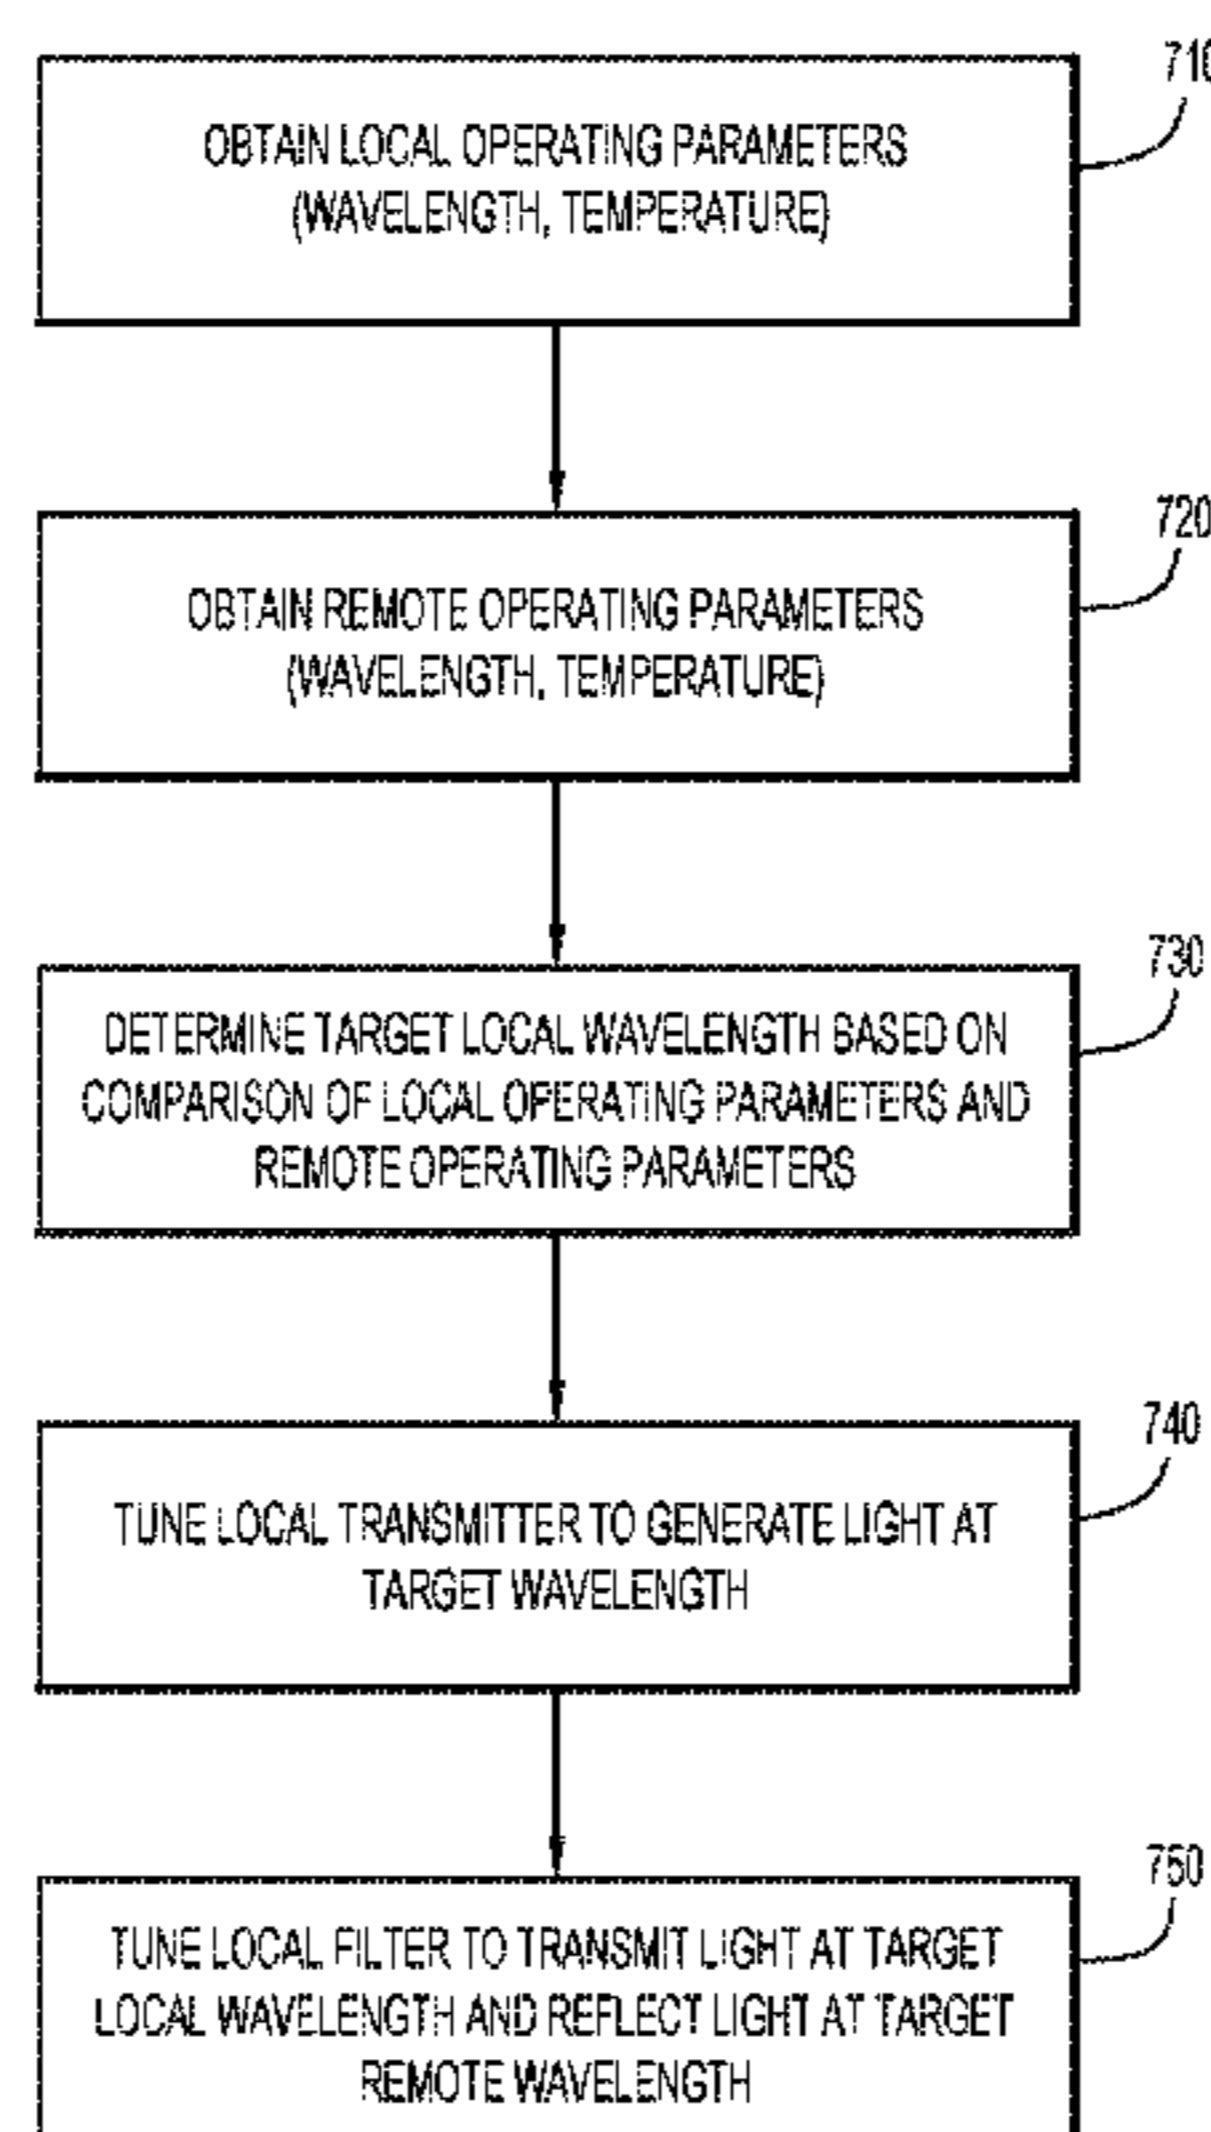 710
OBTAIN LOCAL OPERATING PARAMETERS
(WAVELENGTH, TEMPERATURE)
720
OBTAIN REMOTE OPERATING PARAMETERS
(WAVELENGTH, TEMPERATURE)
730
DETERMINE TARGET LOCAL WAVELENGTH BASED ON
COMPARISON OF LOCAL OPERATING PARAMETERS AND
REMOTE OPERATING PARAMETERS
740
TUNE LOCAL TRANSMITTER TO GENERATE LIGHT AT
TARGET WAVELENGTH
750
TUNE LOCAL FILTER TO TRANSMIT LIGHT AT TARGET
LOCAL WAVELENGTH AND REFLECT LIGHT AT TARGET
REMOTE WAVELENGTH